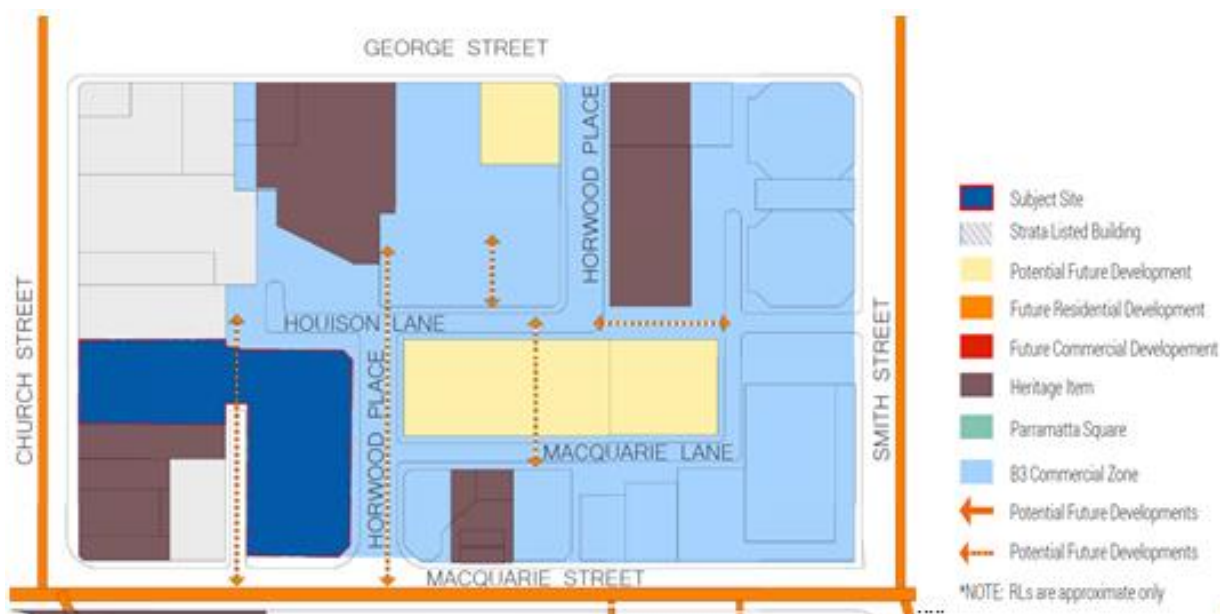 GEORGE STREET
HORWOOD PLACE
HOUISON LANE
CHURCH STREET
HORWOOD PLACE
MACQUARIE LANE
SMITH STREET
MACQUARIE STREET
Subject Site
Strata Listed Building
Potential Future Development
Future Residential Development
Future Commercial Developement
Heritage Item
Parramatta Square
B3 Commercial Zone
Potential Future Developments
Potential Future Developments
*NOTE: RLs are approximate only